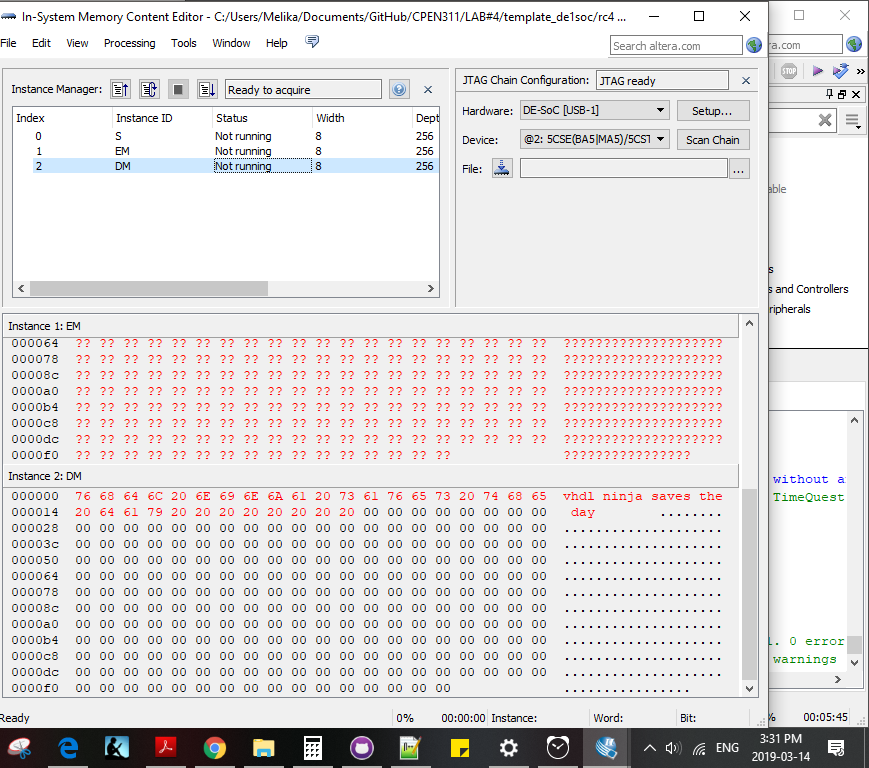 In-System Memory Content Editor - C:/Users/Melika/Documents/GitHub/CPEN311/LAB#4/template_de1soc/rc4 ...
File Edit View Processing Tools Window Help
Search altera.com
Instance Manager: Ready to acquire
JTAG Chain Configuration: JTAG ready
Hardware: DE-SoC [USB-1] Setup...
Device: @2: 5CSE(BA5|MA5)/5CST Scan Chain
File: ...
Index Instance ID Status Width Dept
0 S Not running 8 256
1 EM Not running 8 256
2 DM Not running 8 256
Instance 1: EM
000064 ?? ?? ?? ?? ?? ?? ?? ?? ?? ?? ?? ?? ?? ?? ?? ?? ?? ?? ?? ?? ????????????????????
000078 ?? ?? ?? ?? ?? ?? ?? ?? ?? ?? ?? ?? ?? ?? ?? ?? ?? ?? ?? ?? ????????????????????
00008c ?? ?? ?? ?? ?? ?? ?? ?? ?? ?? ?? ?? ?? ?? ?? ?? ?? ?? ?? ?? ????????????????????
0000a0 ?? ?? ?? ?? ?? ?? ?? ?? ?? ?? ?? ?? ?? ?? ?? ?? ?? ?? ?? ?? ????????????????????
0000b4 ?? ?? ?? ?? ?? ?? ?? ?? ?? ?? ?? ?? ?? ?? ?? ?? ?? ?? ?? ?? ????????????????????
0000c8 ?? ?? ?? ?? ?? ?? ?? ?? ?? ?? ?? ?? ?? ?? ?? ?? ?? ?? ?? ?? ????????????????????
0000dc ?? ?? ?? ?? ?? ?? ?? ?? ?? ?? ?? ?? ?? ?? ?? ?? ?? ?? ?? ?? ????????????????????
0000f0 ?? ?? ?? ?? ?? ?? ?? ?? ?? ?? ?? ?? ?? ?? ?? ?? ????????????????
Instance 2: DM
000000 76 68 64 6C 20 6E 69 6E 6A 61 20 73 61 76 65 73 20 74 68 65 vhdl ninja saves the
000014 20 64 61 79 20 20 20 20 20 20 20 20 00 00 00 00 00 00 00 00 day ........
000028 00 00 00 00 00 00 00 00 00 00 00 00 00 00 00 00 00 00 00 00 ....................
00003c 00 00 00 00 00 00 00 00 00 00 00 00 00 00 00 00 00 00 00 00 ....................
000050 00 00 00 00 00 00 00 00 00 00 00 00 00 00 00 00 00 00 00 00 ....................
000064 00 00 00 00 00 00 00 00 00 00 00 00 00 00 00 00 00 00 00 00 ....................
000078 00 00 00 00 00 00 00 00 00 00 00 00 00 00 00 00 00 00 00 00 ....................
00008c 00 00 00 00 00 00 00 00 00 00 00 00 00 00 00 00 00 00 00 00 ....................
0000a0 00 00 00 00 00 00 00 00 00 00 00 00 00 00 00 00 00 00 00 00 ....................
0000b4 00 00 00 00 00 00 00 00 00 00 00 00 00 00 00 00 00 00 00 00 ....................
0000c8 00 00 00 00 00 00 00 00 00 00 00 00 00 00 00 00 00 00 00 00 ....................
0000dc 00 00 00 00 00 00 00 00 00 00 00 00 00 00 00 00 00 00 00 00 ....................
0000f0 00 00 00 00 00 00 00 00 00 00 00 00 00 00 00 00 ................
Ready 0% 00:00:00 Instance: Word: Bit:
ra.com
STOP
able
s
s and Controllers
ripherals
without a
TimeQuest
. 0 error
warnings
% 00:05:45
ENG
3:31 PM
2019-03-14